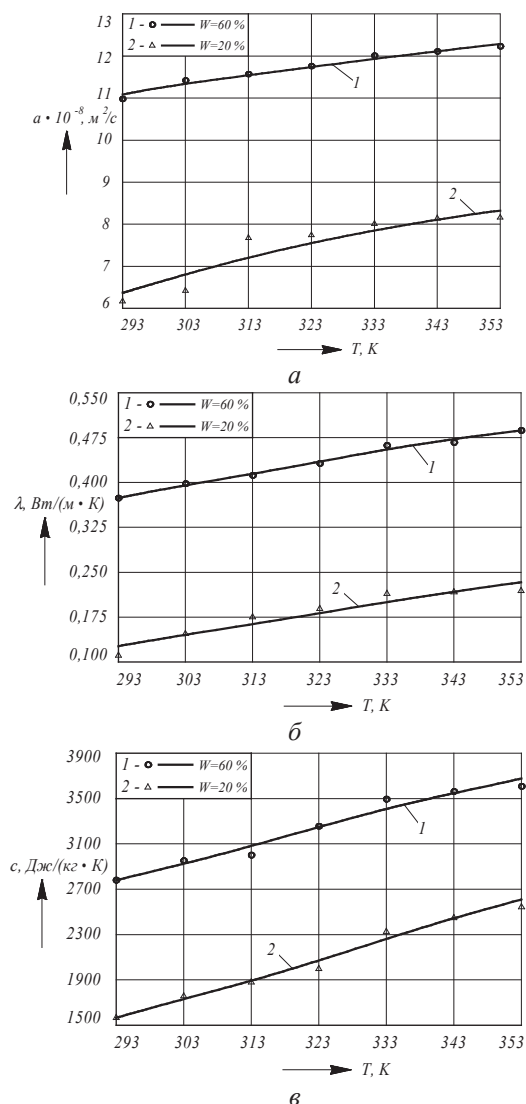 13
1 - W=60 %
12
2 - W=20 %
11
1
a • 10 -8, м 2/с
10
9
8
2
7
6
293 303 313 323 333 343 353
T, K
а
0,550
1 - W=60 %
2 - W=20 %
0,475
1
0,400
λ, Вт/(м • К)
0,325
0,250
2
0,175
0,100
293 303 313 323 333 343 353
T, K
б
3900
1 - W=60 %
2 - W=20 %
3500
1
3100
с, Дж/(кг • К)
2700
2300
2
1900
1500
293 303 313 323 333 343 353
T, K
в